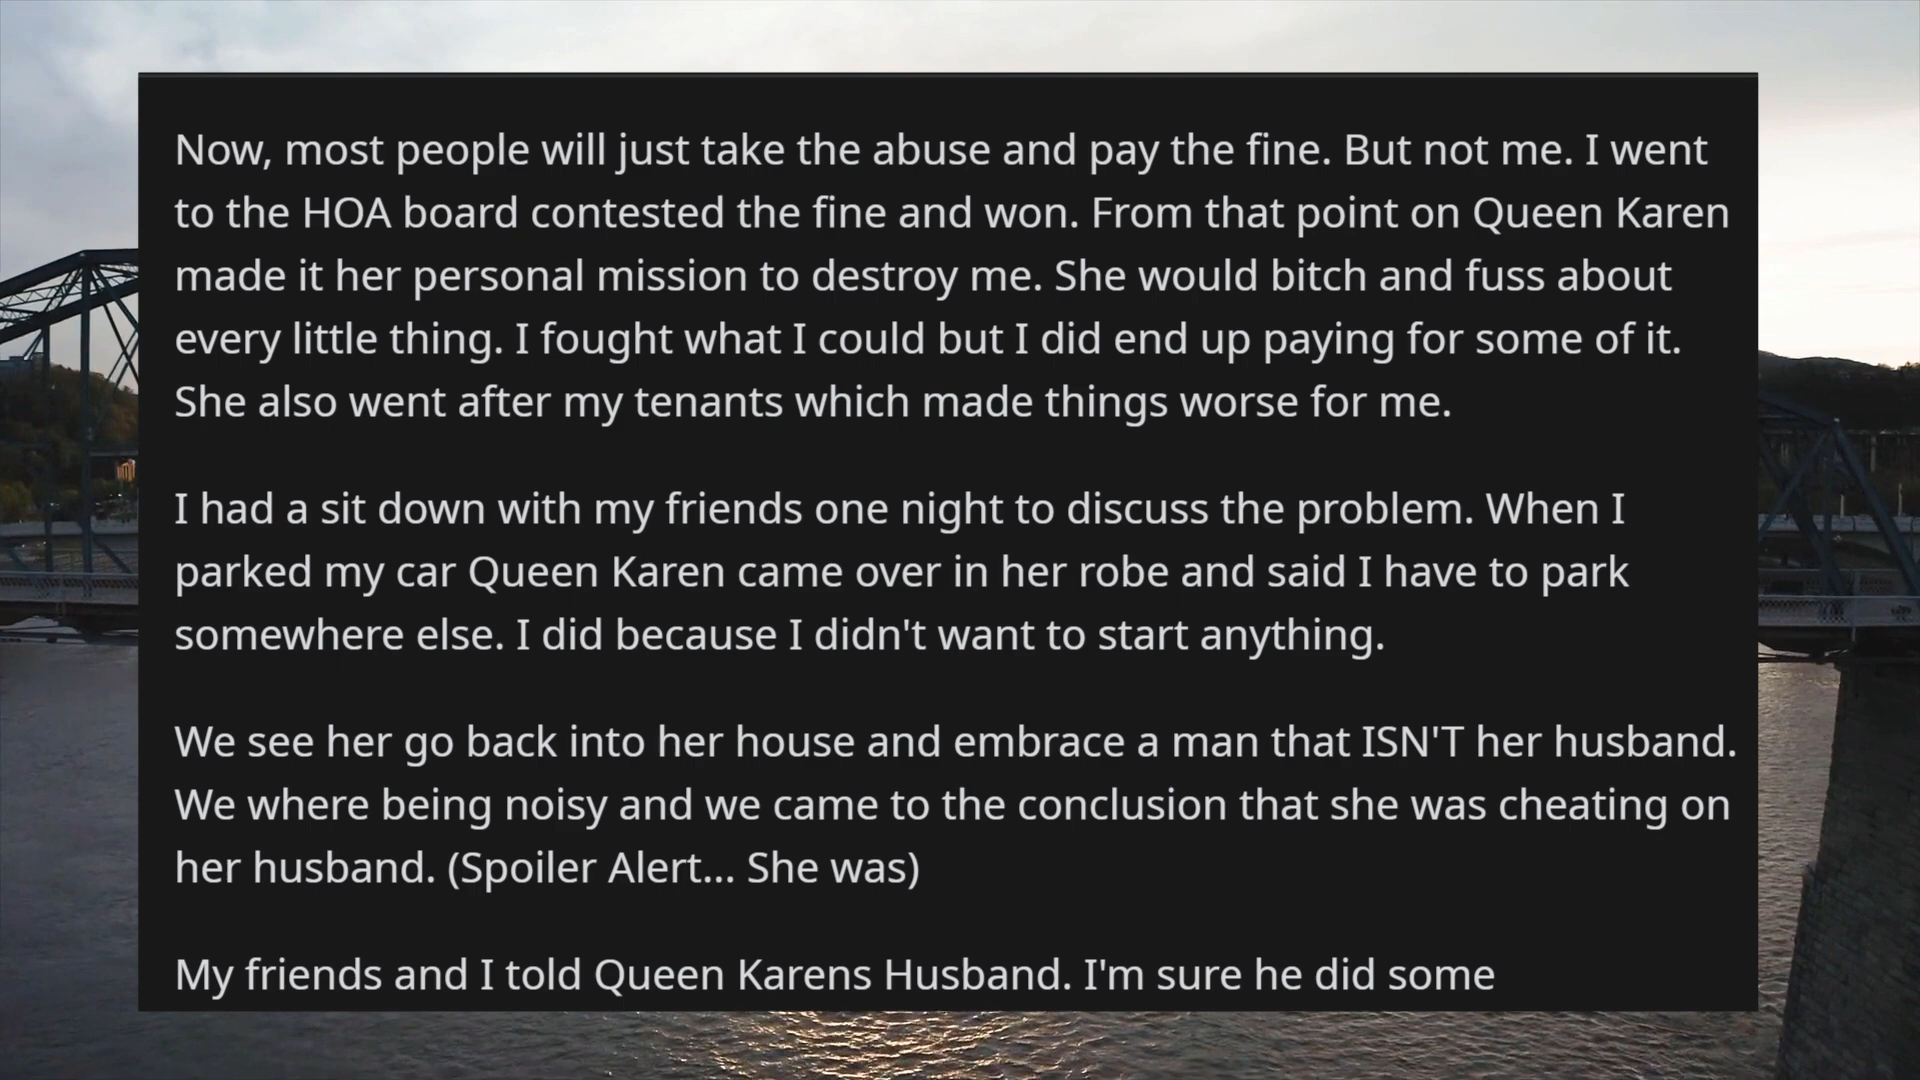 Now, most people will just take the abuse and pay the fine. But not me. I went
to the HOA board contested the fine and won. From that point on Queen Karen
made it her personal mission to destroy me. She would bitch and fuss about
every little thing. I fought what I could but I did end up paying for some of it.
She also went after my tenants which made things worse for me.
I had a sit down with my friends one night to discuss the problem. When I
parked my car Queen Karen came over in her robe and said I have to park
somewhere else. I did because I didn't want to start anything.
We see her go back into her house and embrace a man that ISN'T her husband.
We where being noisy and we came to the conclusion that she was cheating on
her husband. (Spoiler Alert... She was)
My friends and I told Queen Karens Husband. I'm sure he did some